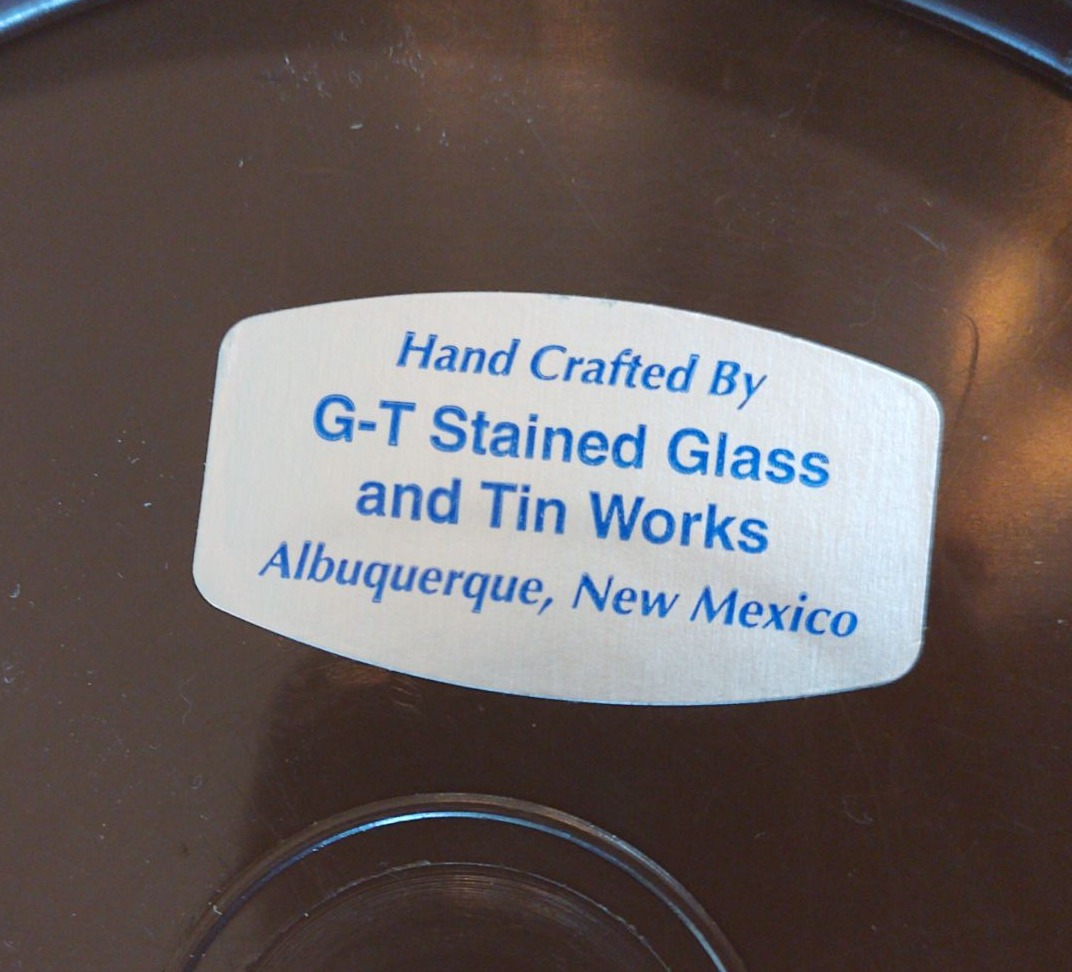 Hand Crafted By
G-T Stained Glass
and Tin Works
Albuquerque, New Mexico